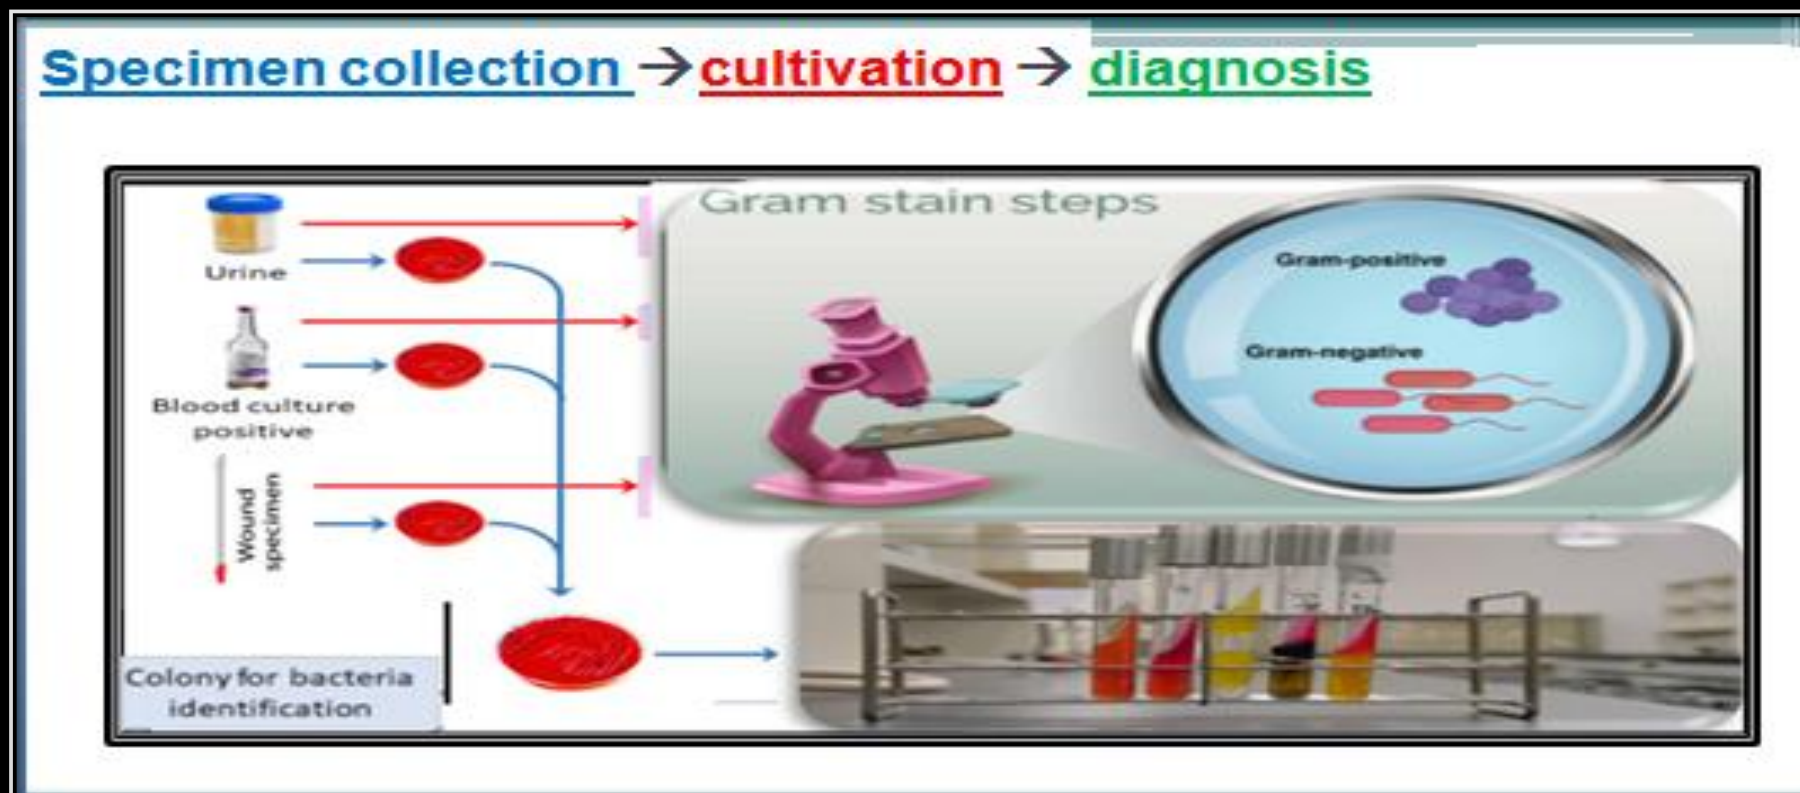 Specimen collection →cultivation → diagnosis
Gram stain steps
Urine
Blood culture
positive
Wound
specimen
Gram-positive
Gram-negative
Colony for bacteria
identification